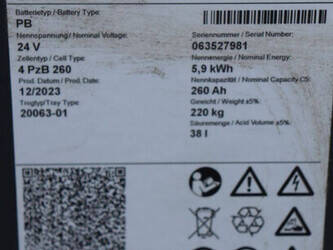 Batterietyp / Battery Type:
PB
Nennspannung / Nominal Voltage:
24 V
Zellentyp / Cell Type:
4 PzB 260
Prod. Datum / Prod. Date:
12/2023
Trogtyp/Tray Type:
20063-01
Seriennummer / Serial Number:
063527981
Nennenergie / Nominal Energy:
5,9 kWh
Nennkapazität / Nominal Capacity C5:
260 Ah
Gewicht / Weight ±5%
220 kg
Säuremenge / Acid Volume ±5%
38 l
Pb